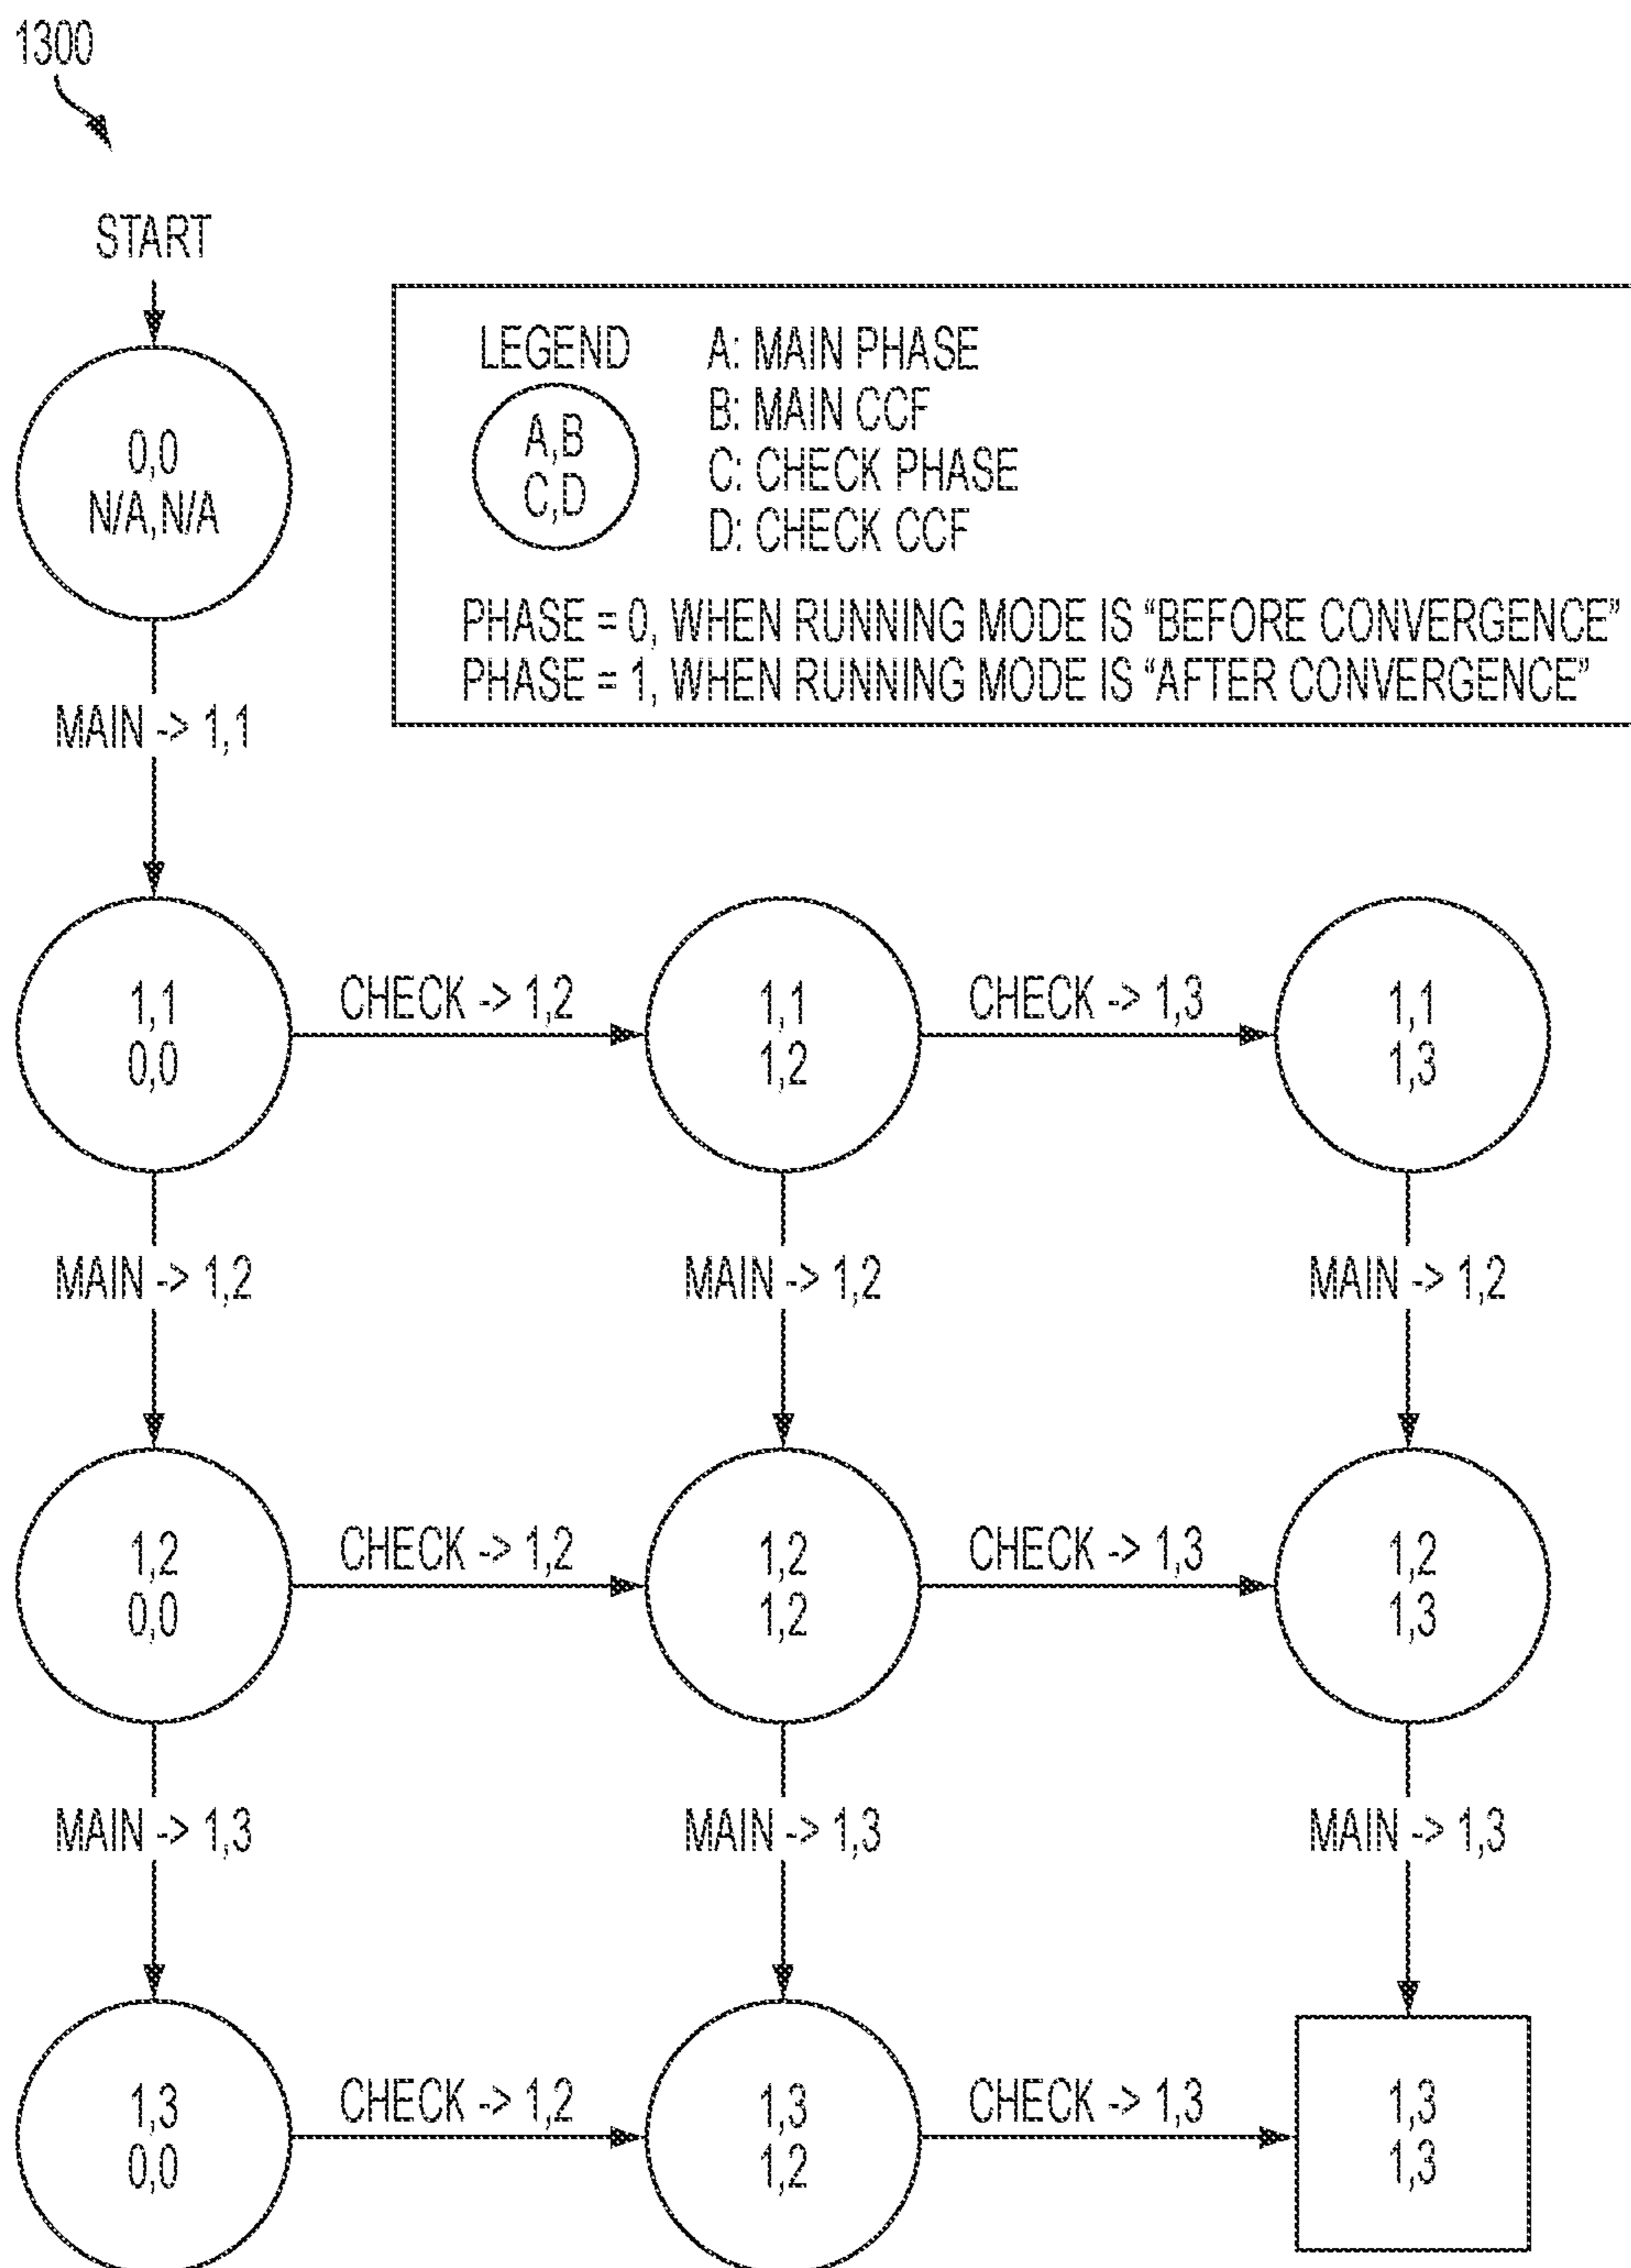 1300
START
0,0
N/A,N/A
LEGEND
A,B
C,D
A: MAIN PHASE
B: MAIN CCF
C: CHECK PHASE
D: CHECK CCF
PHASE = 0, WHEN RUNNING MODE IS “BEFORE CONVERGENCE”
PHASE = 1, WHEN RUNNING MODE IS “AFTER CONVERGENCE”
MAIN -> 1,1
1,1
0,0
CHECK -> 1,2
1,1
1,2
CHECK -> 1,3
1,1
1,3
MAIN -> 1,2
MAIN -> 1,2
MAIN -> 1,2
1,2
0,0
CHECK -> 1,2
1,2
1,2
CHECK -> 1,3
1,2
1,3
MAIN -> 1,3
MAIN -> 1,3
MAIN -> 1,3
1,3
0,0
CHECK -> 1,2
1,3
1,2
CHECK -> 1,3
1,3
1,3